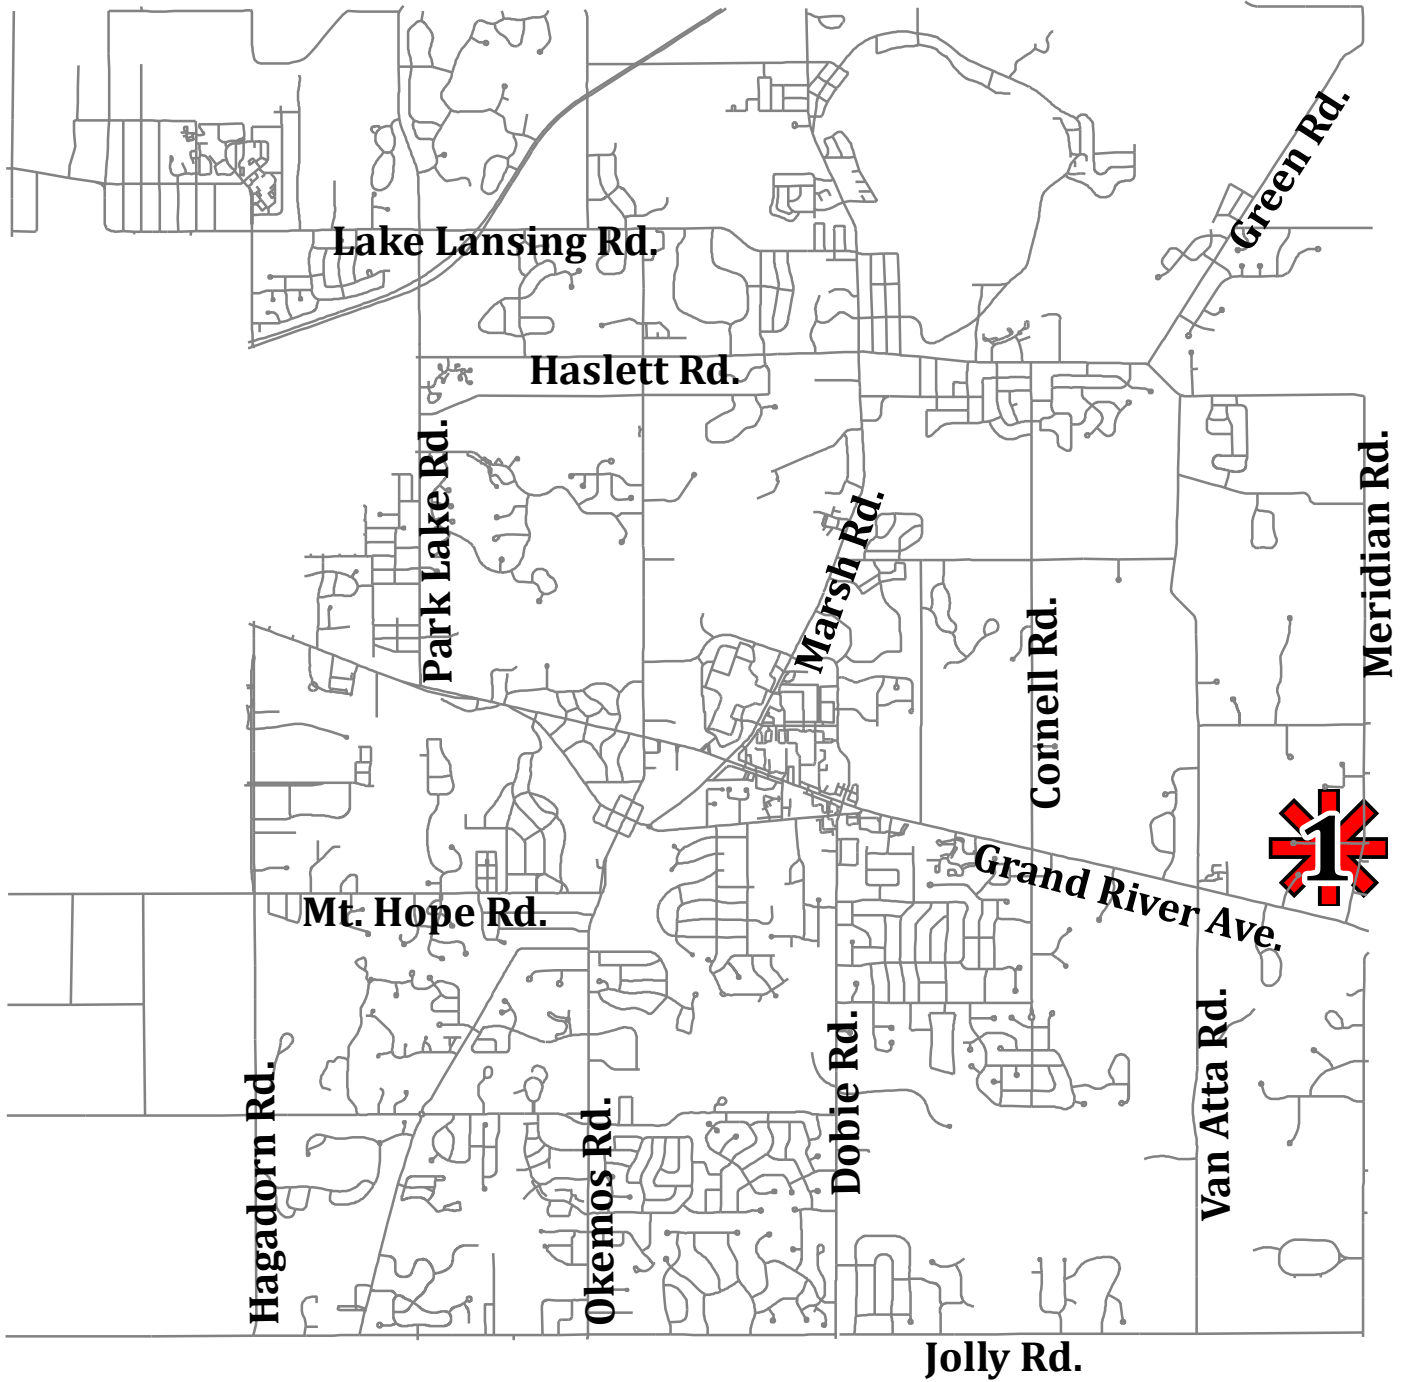 Green Rd.
Lake Lansing Rd.
Haslett Rd.
Park Lake Rd.
Marsh Rd.
Meridian Rd.
Cornell Rd.
1
Grand River Ave.
Mt. Hope Rd.
Hagadorn Rd.
Okemos Rd.
Dobie Rd.
Van Atta Rd.
Jolly Rd.